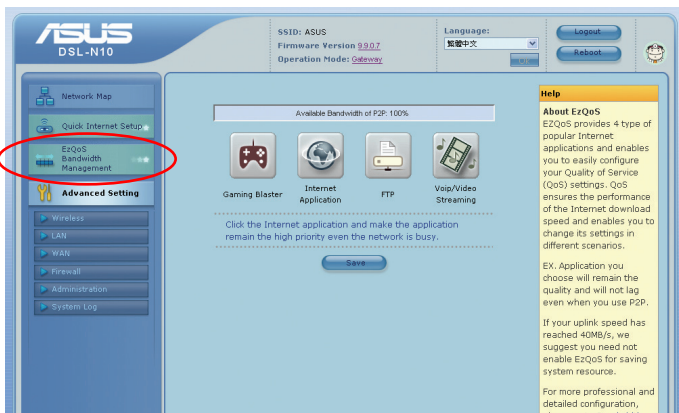 ASUS
DSL-N10
SSID: ASUS
Firmware Version 9.9.0.7
Operation Mode: Gateway
Language:
繁體中文
Logout
Reboot
Network Map
Quick Internet Setup
EzQoS
Bandwidth
Management
Advanced Setting
Wireless
LAN
WAN
Firewall
Administration
System Log
Available Bandwidth of P2P: 100%
Gaming Blaster
Internet
Application
FTP
Voip/Video
Streaming
Click the Internet application and make the application
remain the high priority even the network is busy.
Save
Help
About EzQoS
EZQoS provides 4 type of
popular Internet
applications and enables
you to easily configure
your Quality of Service
(QoS) settings. QoS
ensures the performance
of the Internet download
speed and enables you to
change its settings in
different scenarios.
EX. Application you
choose will remain the
quality and will not lag
even when you use P2P.
If your uplink speed has
reached 40MB/s, we
suggest you need not
enable EzQoS for saving
system resource.
For more professional and
detailed configuration,